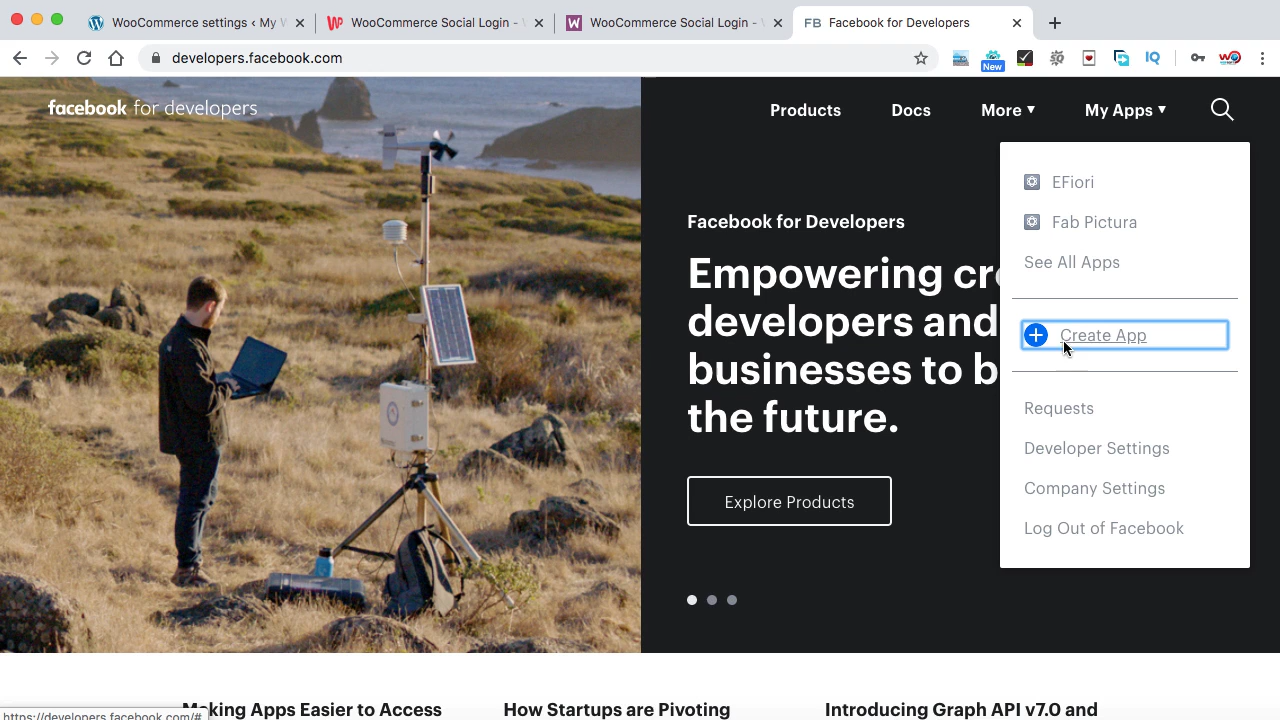 WooCommerce settings ‹ My W
WooCommerce Social Login -
WooCommerce Social Login -
FB Facebook for Developers
developers.facebook.com
New
IQ
facebook for developers
Products
Docs
More
My Apps
EFiori
Fab Pictura
See All Apps
Create App
Requests
Developer Settings
Company Settings
Log Out of Facebook
Facebook for Developers
Empowering cre
developers and
businesses to b
the future.
Explore Products
Making Apps Easier to Access
How Startups are Pivoting
Introducing Graph API v7.0 and
https://developers.facebook.com/#